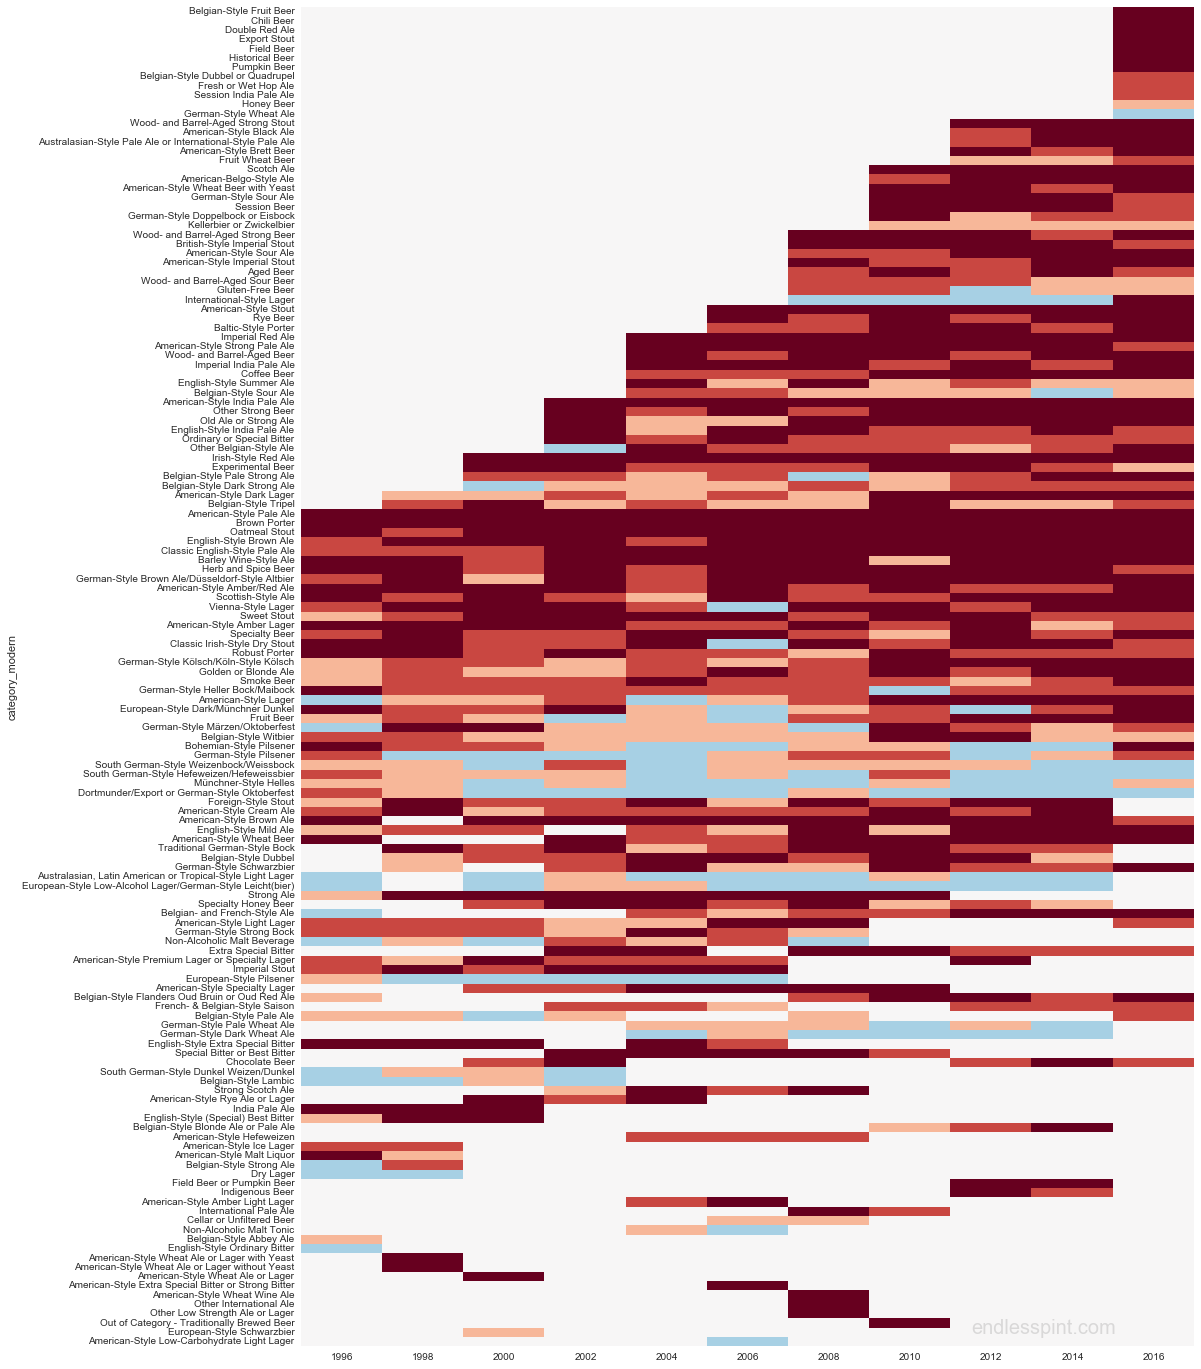 Belgian-Style Fruit Beer
Chili Beer
Double Red Ale
Export Stout
Field Beer
Historical Beer
Pumpkin Beer
Belgian-Style Dubbel or Quadrupel
Fresh or Wet Hop Ale
Session India Pale Ale
Honey Beer
German-Style Wheat Ale
Wood- and Barrel-Aged Strong Stout
American-Style Black Ale
Australasian-Style Pale Ale or International-Style Pale Ale
American-Style Brett Beer
Fruit Wheat Beer
Scotch Ale
American-Belgo-Style Ale
American-Style Wheat Beer with Yeast
German-Style Sour Ale
Session Beer
German-Style Doppelbock or Eisbock
Kellerbier or Zwickelbier
Wood- and Barrel-Aged Strong Beer
British-Style Imperial Stout
American-Style Sour Ale
American-Style Imperial Stout
Aged Beer
Wood- and Barrel-Aged Sour Beer
Gluten-Free Beer
International-Style Lager
American-Style Stout
Rye Beer
Baltic-Style Porter
Imperial Red Ale
American-Style Strong Pale Ale
Wood- and Barrel-Aged Beer
Imperial India Pale Ale
Coffee Beer
English-Style Summer Ale
Belgian-Style Sour Ale
American-Style India Pale Ale
Other Strong Beer
Old Ale or Strong Ale
English-Style India Pale Ale
Ordinary or Special Bitter
Other Belgian-Style Ale
Irish-Style Red Ale
Experimental Beer
Belgian-Style Pale Strong Ale
Belgian-Style Dark Strong Ale
American-Style Dark Lager
Belgian-Style Tripel
American-Style Pale Ale
Brown Porter
Oatmeal Stout
English-Style Brown Ale
Classic English-Style Pale Ale
Barley Wine-Style Ale
Herb and Spice Beer
German-Style Brown Ale/Düsseldorf-Style Altbier
American-Style Amber/Red Ale
Scottish-Style Ale
Vienna-Style Lager
Sweet Stout
American-Style Amber Lager
Specialty Beer
Classic Irish-Style Dry Stout
Robust Porter
German-Style Kölsch/Köln-Style Kölsch
Golden or Blonde Ale
Smoke Beer
German-Style Heller Bock/Maibock
American-Style Lager
European-Style Dark/Münchner Dunkel
Fruit Beer
German-Style Märzen/Oktoberfest
Belgian-Style Witbier
Bohemian-Style Pilsener
German-Style Pilsener
South German-Style Weizenbock/Weissbock
South German-Style Hefeweizen/Hefeweissbier
Münchner-Style Helles
Dortmunder/Export or German-Style Oktoberfest
Foreign-Style Stout
American-Style Cream Ale
American-Style Brown Ale
English-Style Mild Ale
American-Style Wheat Beer
Traditional German-Style Bock
Belgian-Style Dubbel
German-Style Schwarzbier
Australasian, Latin American or Tropical-Style Light Lager
European-Style Low-Alcohol Lager/German-Style Leicht(bier)
Strong Ale
Specialty Honey Beer
Belgian- and French-Style Ale
American-Style Light Lager
German-Style Strong Bock
Non-Alcoholic Malt Beverage
Extra Special Bitter
American-Style Premium Lager or Specialty Lager
Imperial Stout
European-Style Pilsener
American-Style Specialty Lager
Belgian-Style Flanders Oud Bruin or Oud Red Ale
French- & Belgian-Style Saison
Belgian-Style Pale Ale
German-Style Pale Wheat Ale
German-Style Dark Wheat Ale
English-Style Extra Special Bitter
Special Bitter or Best Bitter
Chocolate Beer
South German-Style Dunkel Weizen/Dunkel
Belgian-Style Lambic
Strong Scotch Ale
American-Style Rye Ale or Lager
India Pale Ale
English-Style (Special) Best Bitter
Belgian-Style Blonde Ale or Pale Ale
American-Style Hefeweizen
American-Style Ice Lager
American-Style Malt Liquor
Belgian-Style Strong Ale
Dry Lager
Field Beer or Pumpkin Beer
Indigenous Beer
American-Style Amber Light Lager
International Pale Ale
Cellar or Unfiltered Beer
Non-Alcoholic Malt Tonic
Belgian-Style Abbey Ale
English-Style Ordinary Bitter
American-Style Wheat Ale or Lager with Yeast
American-Style Wheat Ale or Lager without Yeast
American-Style Wheat Ale or Lager
American-Style Extra Special Bitter or Strong Bitter
American-Style Wheat Wine Ale
Other International Ale
Other Low Strength Ale or Lager
Out of Category - Traditionally Brewed Beer
European-Style Schwarzbier
American-Style Low-Carbohydrate Light Lager
category_modern
endlesspint.com
1996 1998 2000 2002 2004 2006 2008 2010 2012 2014 2016